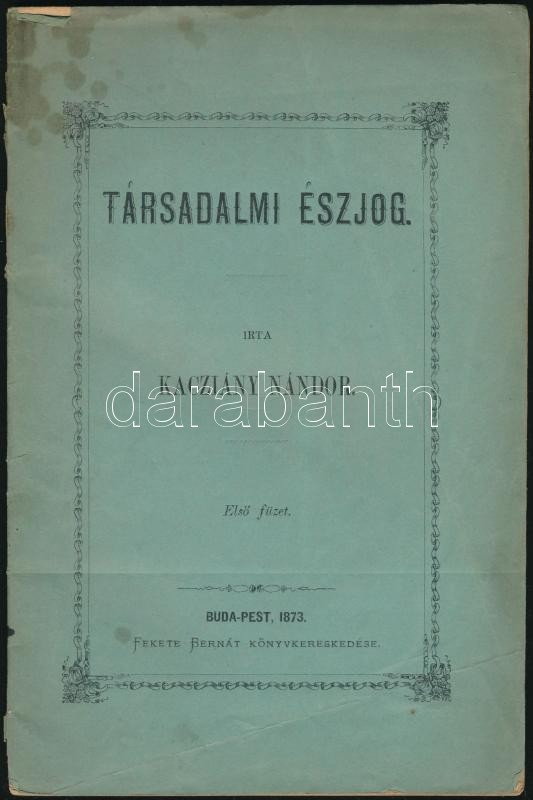 TÁRSADALMI ÉSZJOG.
IRTA
KACZIÁNY NÁNDOR.
darabanth
Első füzet.
BUDA-PEST, 1873.
FEKETE BERNÁT KÖNYVKERESKEDÉSE.